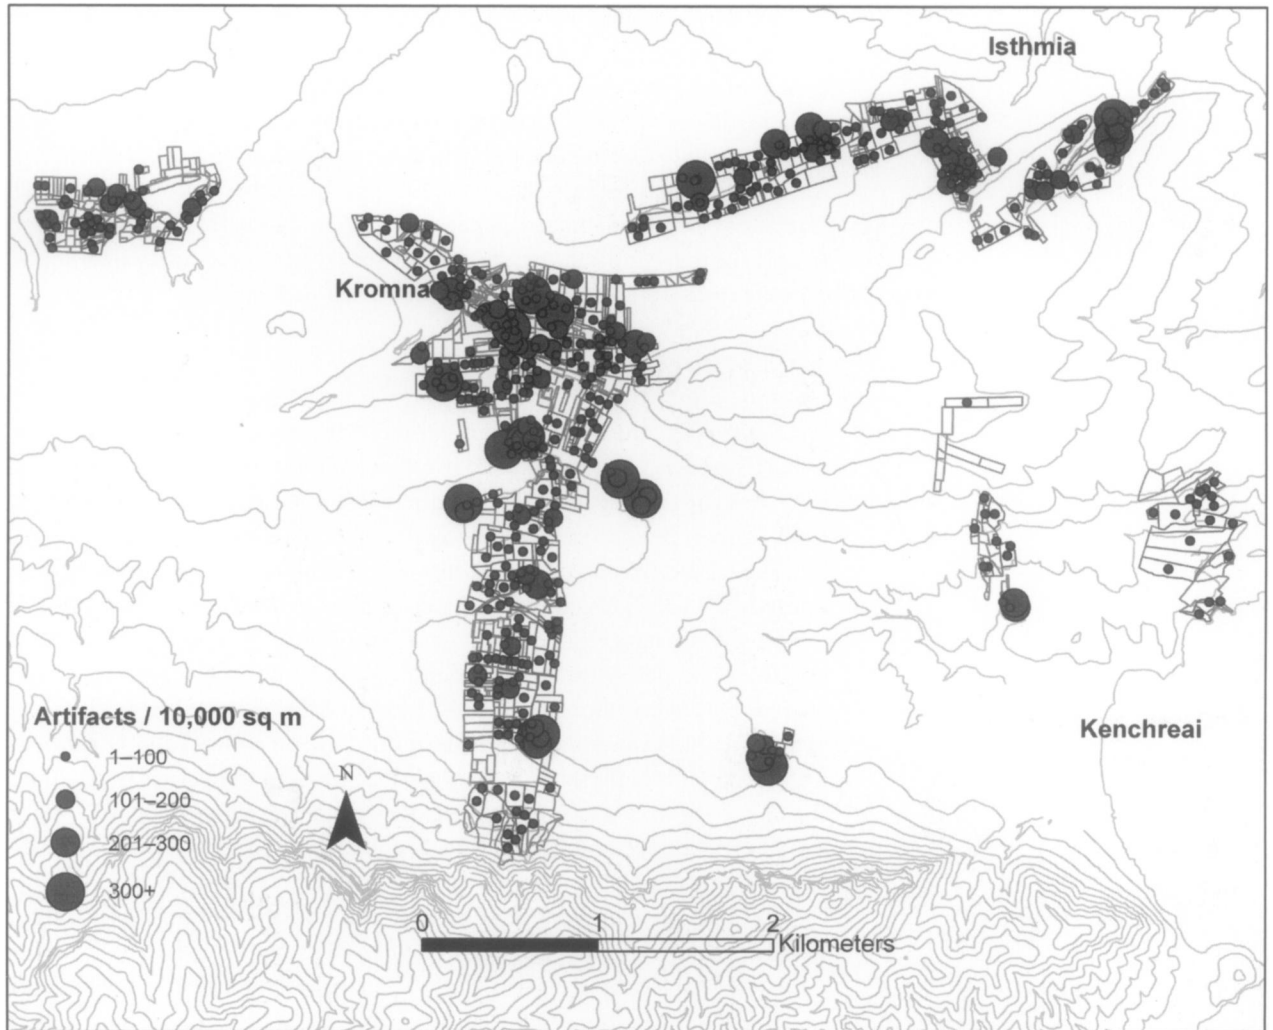 Isthmia
Kromna
Kenchreai
Artifacts / 10,000 sq m
1–100
101–200
201–300
300+
N
0 1 2
Kilometers